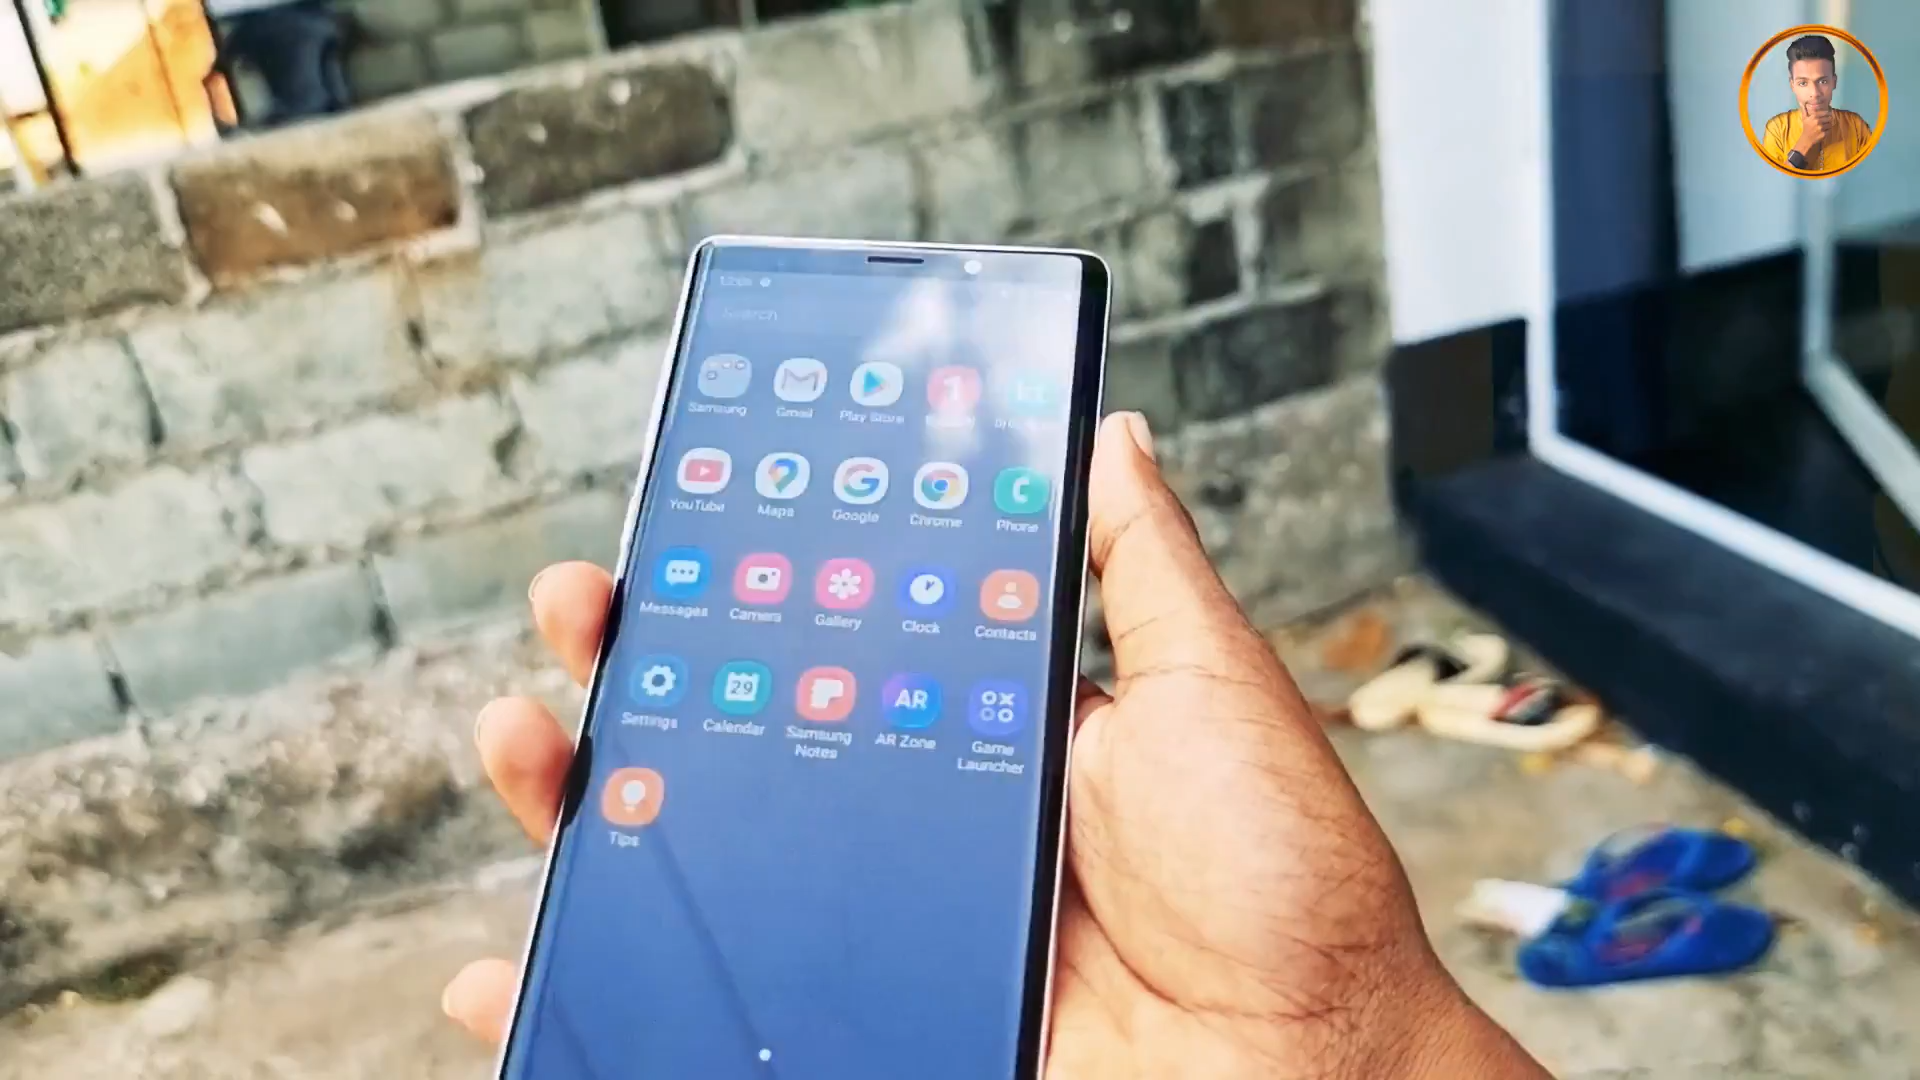 Search
Samsung
Gmail
Play Store
YouTube
Maps
Google
Chrome
Phone
Messages
Camera
Gallery
Clock
Contacts
Settings
29
Calendar
Samsung
Notes
AR
AR Zone
Game
Launcher
Tips